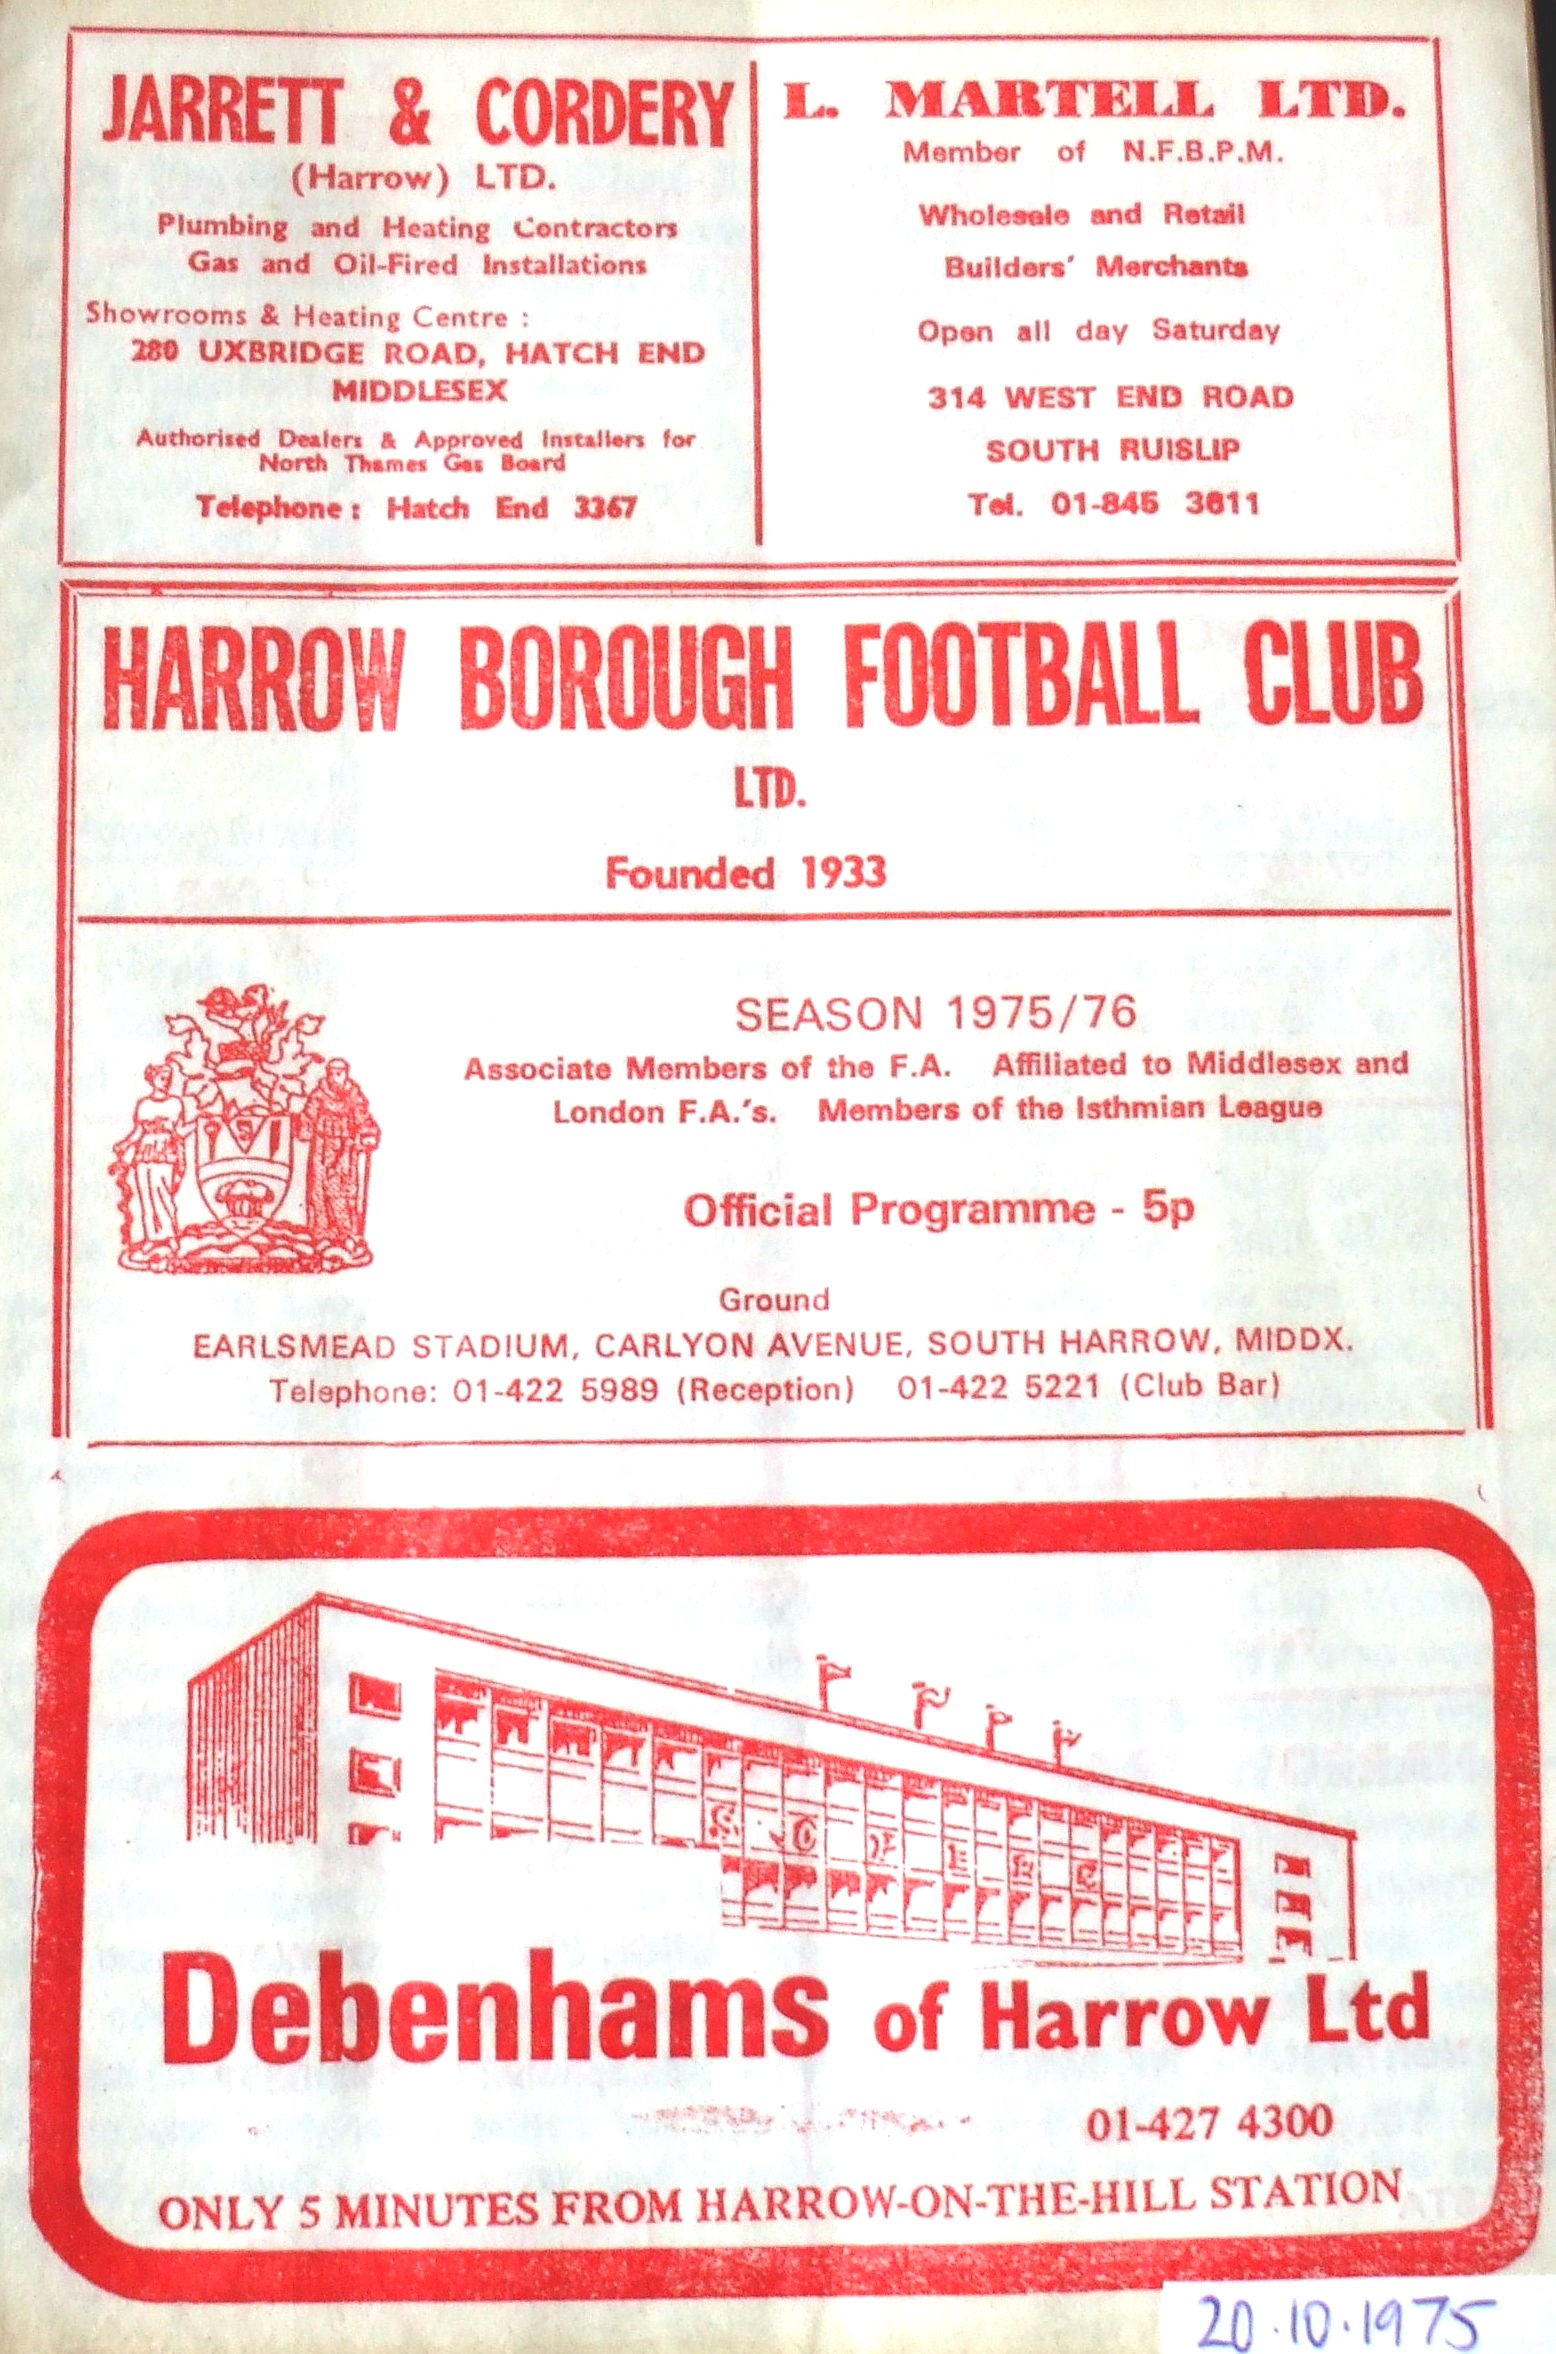 JARRETT & CORDERY
(Harrow) LTD.
Plumbing and Heating Contractors
Gas and Oil-Fired Installations
Showrooms & Heating Centre :
280 UXBRIDGE ROAD, HATCH END
MIDDLESEX
Authorised Dealers & Approved Installers for
North Thames Gas Board
Telephone : Hatch End 3367
L. MARTELL LTD.
Member of N.F.B.P.M.
Wholesale and Retail
Builders' Merchants
Open all day Saturday
314 WEST END ROAD
SOUTH RUISLIP
Tel. 01-845 3611
HARROW BOROUGH FOOTBALL CLUB
LTD.
Founded 1933
SEASON 1975/76
Associate Members of the F.A. Affiliated to Middlesex and
London F.A.'s. Members of the Isthmian League
Official Programme - 5p
Ground
EARLSMEAD STADIUM, CARLYON AVENUE, SOUTH HARROW, MIDDX.
Telephone: 01-422 5989 (Reception) 01-422 5221 (Club Bar)
Debenhams of Harrow Ltd
01-427 4300
ONLY 5 MINUTES FROM HARROW-ON-THE-HILL STATION
20.10.1975